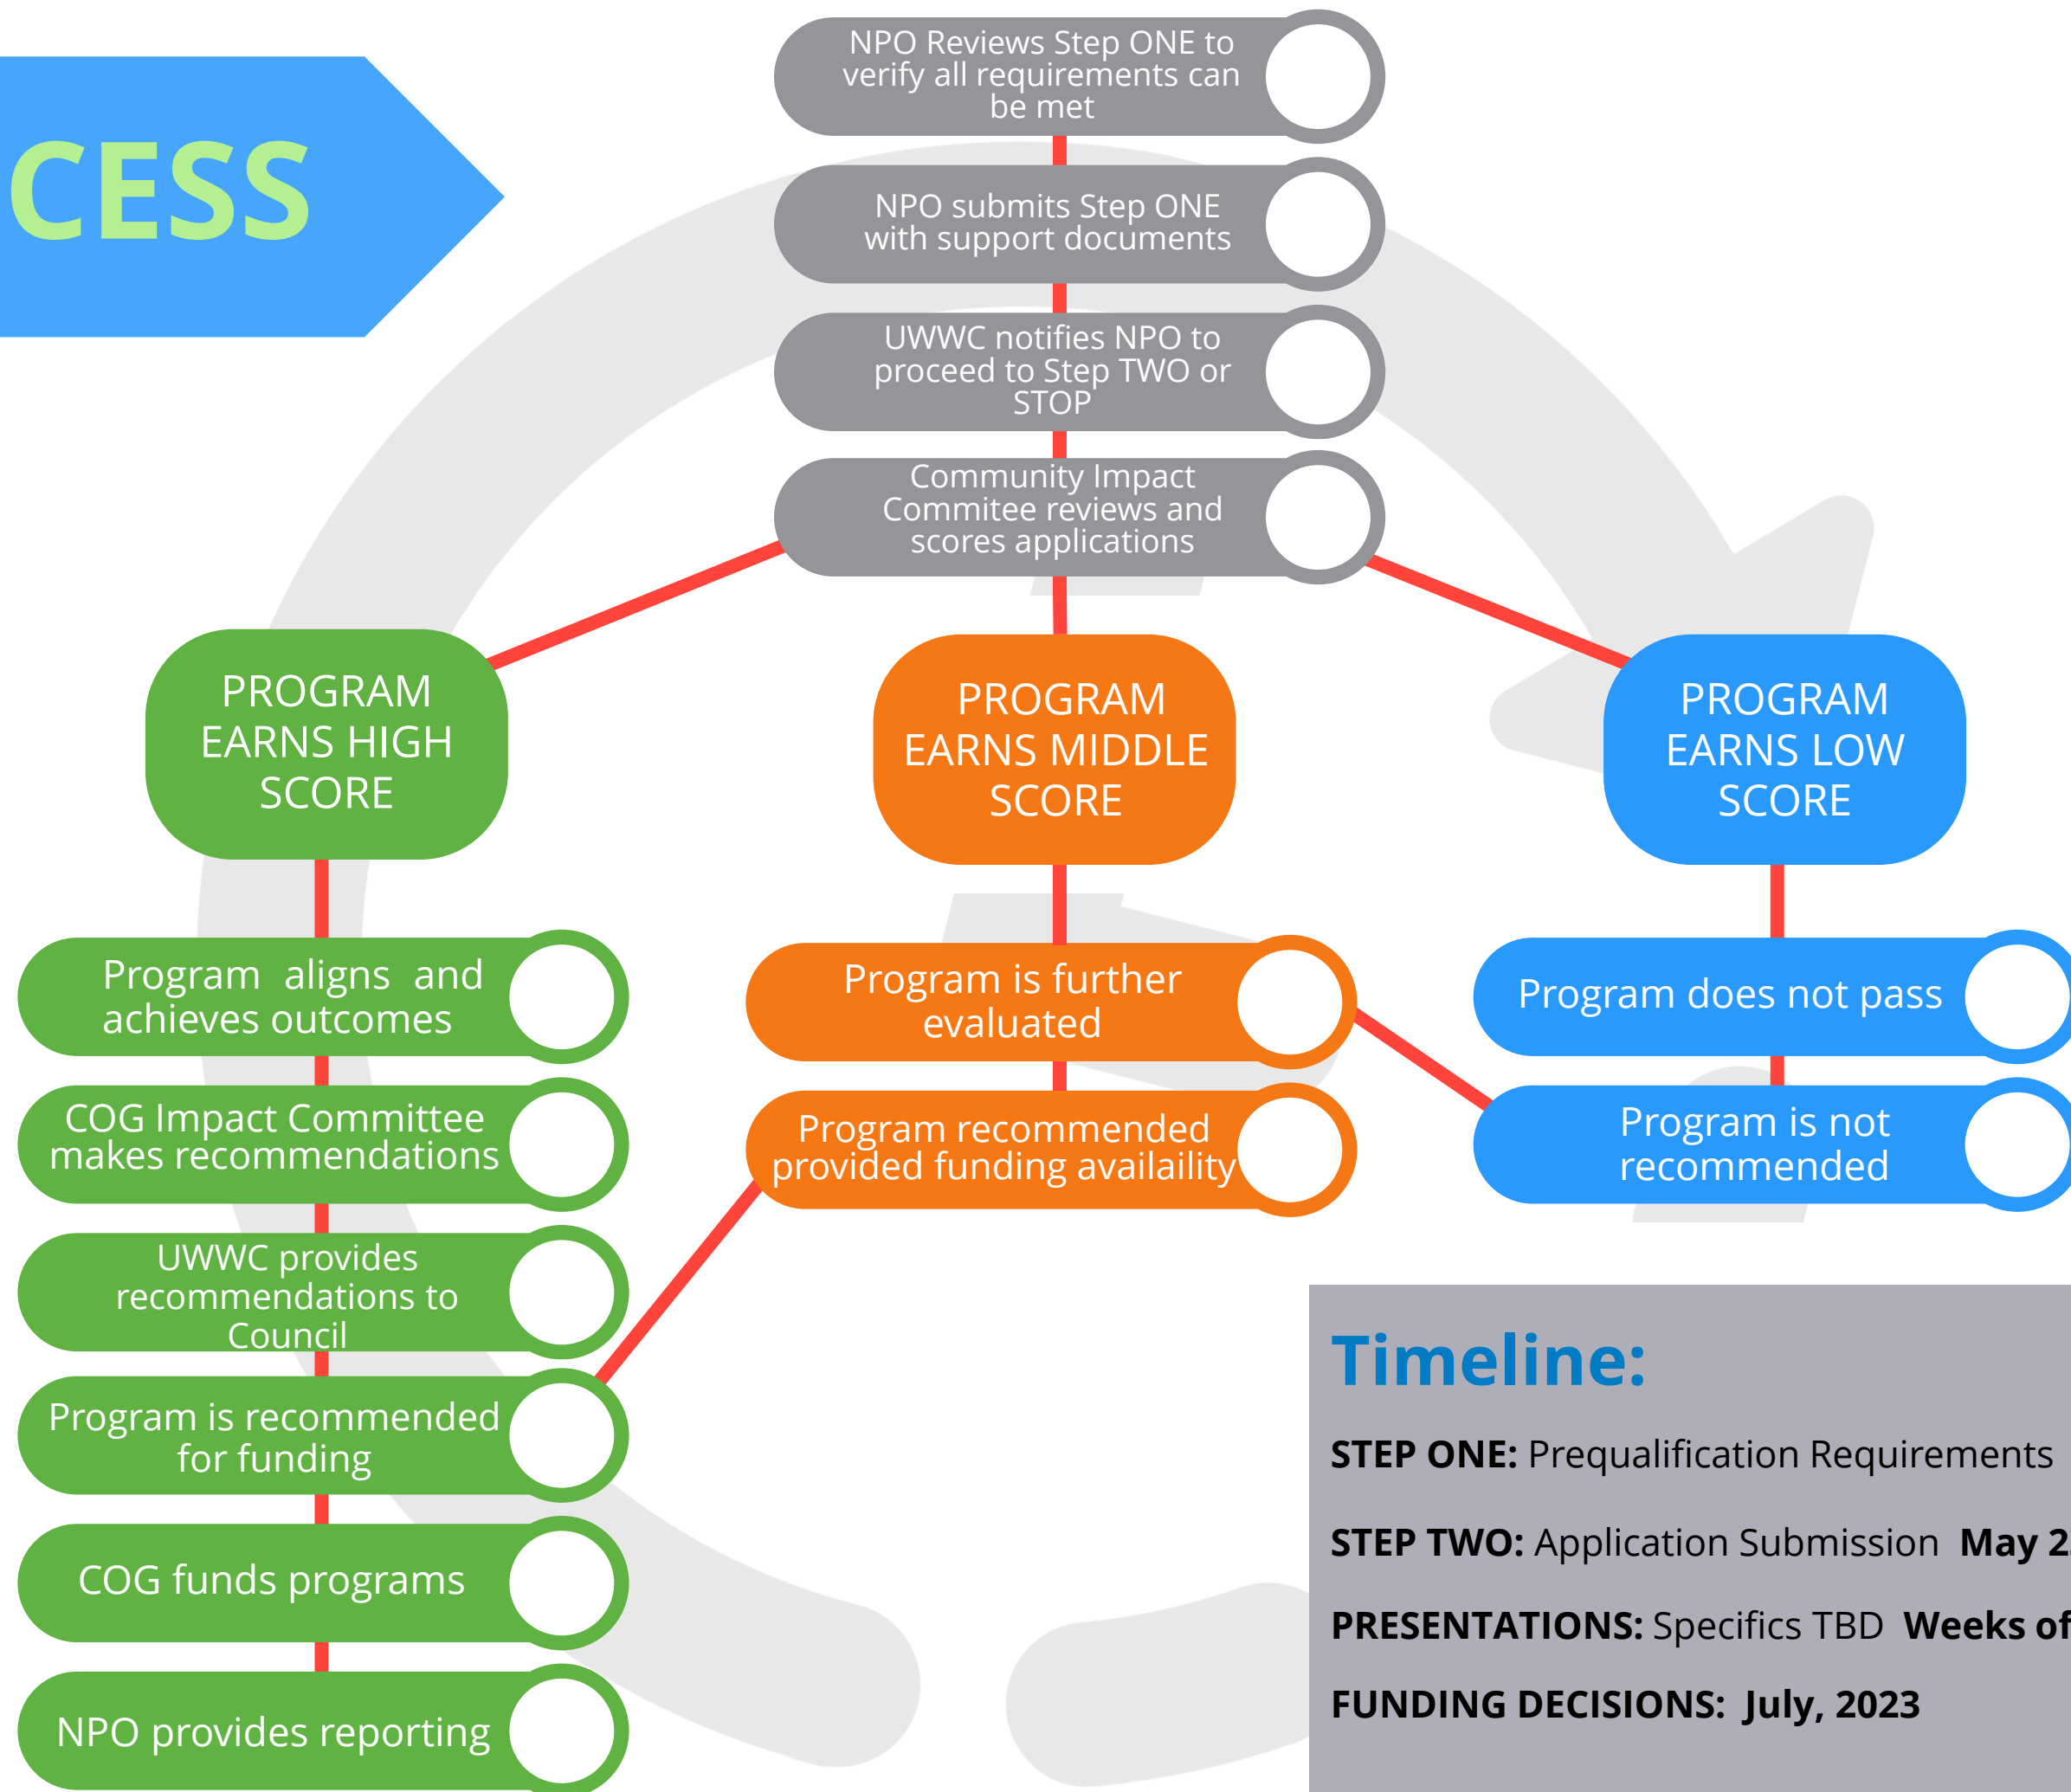 CESS
NPO Reviews Step ONE to
verify all requirements can
be met
NPO submits Step ONE
with support documents
UWWC notifies NPO to
proceed to Step TWO or
STOP
Community Impact
Commitee reviews and
scores applications
PROGRAM
EARNS HIGH
SCORE
PROGRAM
EARNS MIDDLE
SCORE
PROGRAM
EARNS LOW
SCORE
Program aligns and
achieves outcomes
COG Impact Committee
makes recommendations
UWWC provides
recommendations to
Council
Program is recommended
for funding
COG funds programs
NPO provides reporting
Program is further
evaluated
Program recommended
provided funding availaility
Program does not pass
Program is not
recommended
Timeline:
STEP ONE: Prequalification Requirements
STEP TWO: Application Submission May 2
PRESENTATIONS: Specifics TBD Weeks of
FUNDING DECISIONS: July, 2023